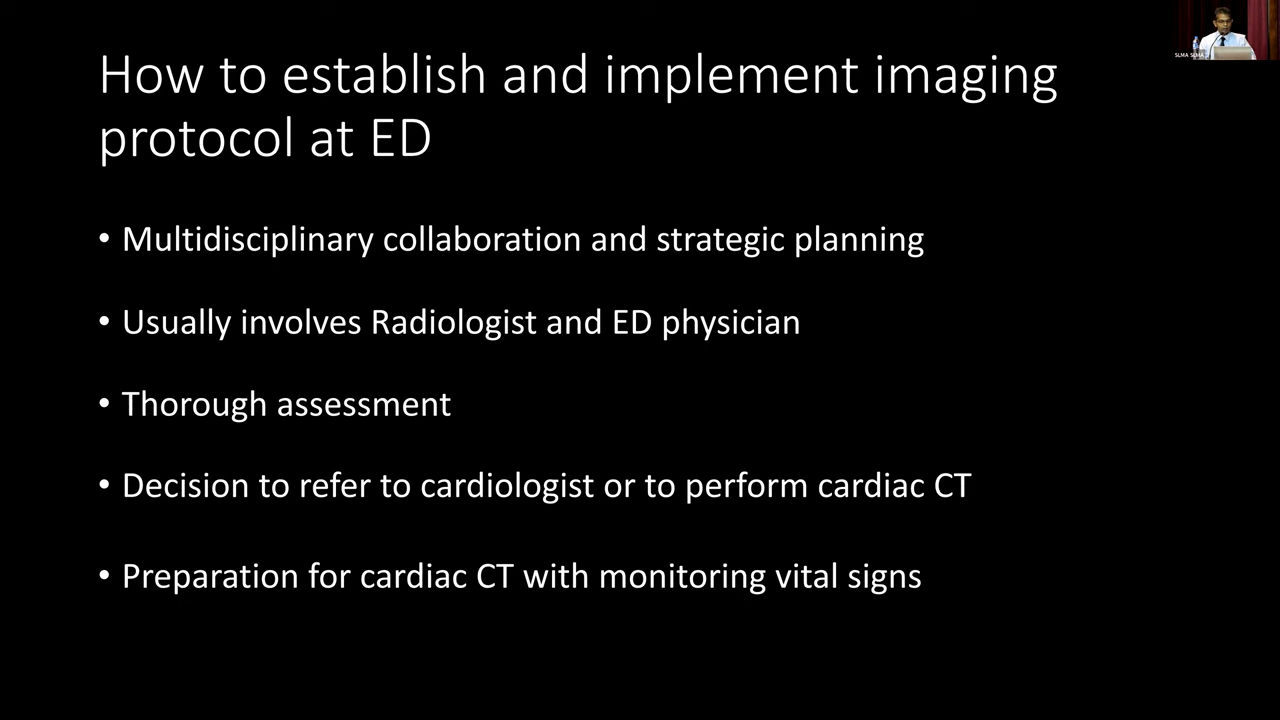 How to establish and implement imaging
protocol at ED
• Multidisciplinary collaboration and strategic planning
• Usually involves Radiologist and ED physician
• Thorough assessment
• Decision to refer to cardiologist or to perform cardiac CT
• Preparation for cardiac CT with monitoring vital signs
SLMA SLMA